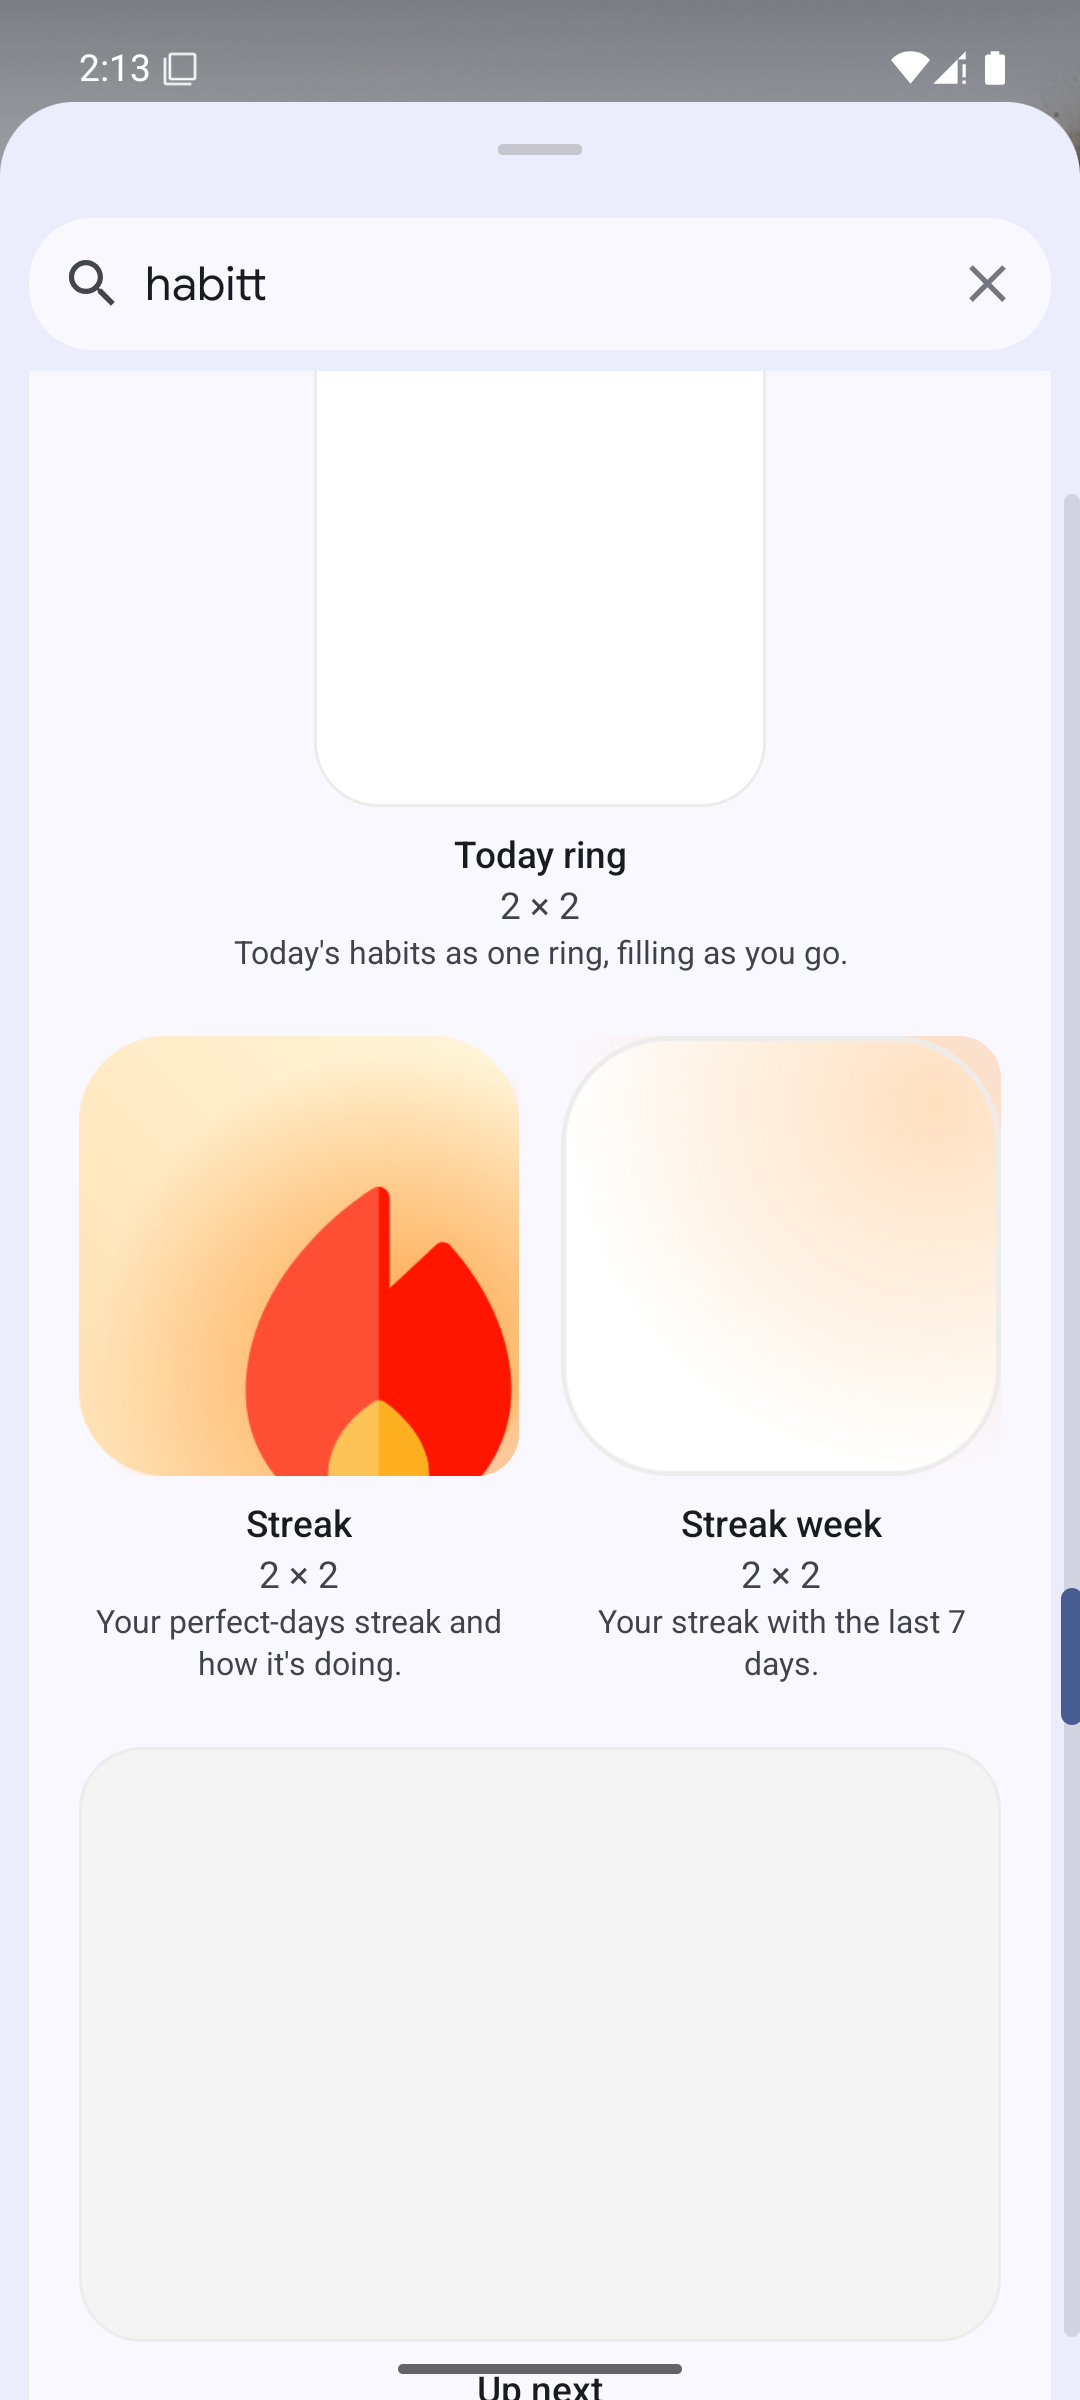 2:13
habitt
Today ring
2 × 2
Today's habits as one ring, filling as you go.
Streak
2 × 2
Your perfect-days streak and
how it's doing.
Streak week
2 × 2
Your streak with the last 7
days.
Up next